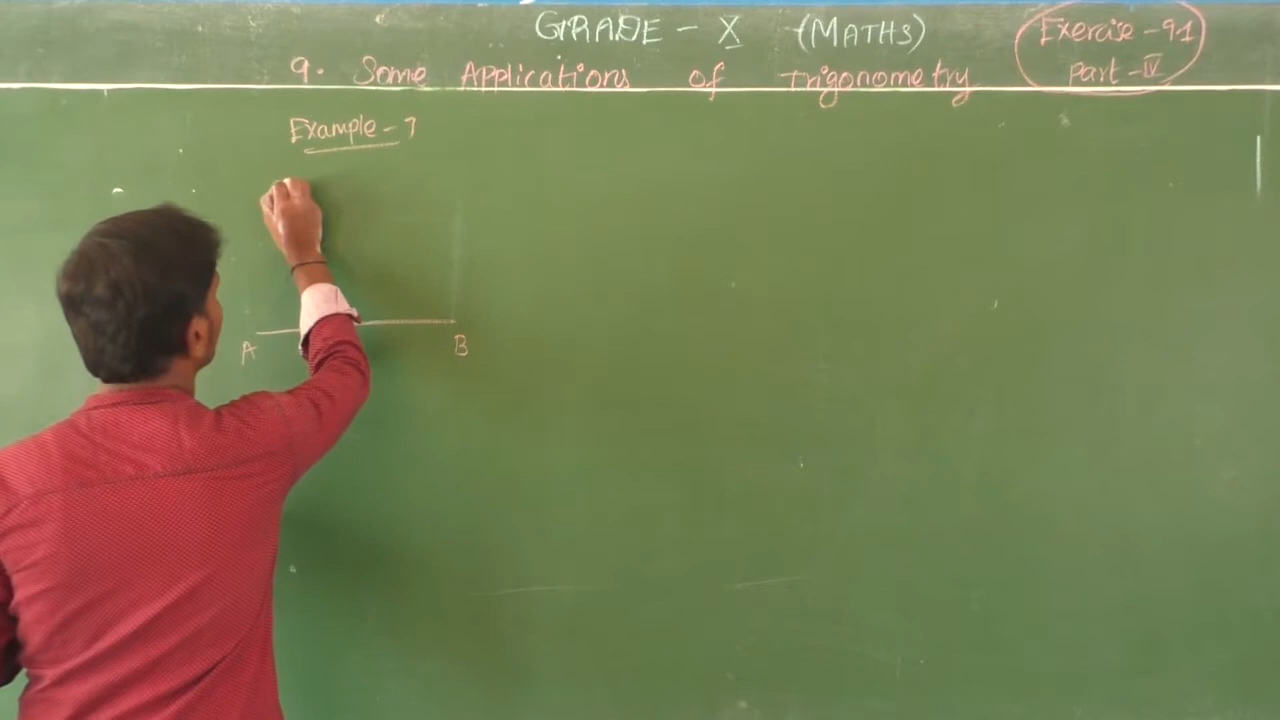 GRADE - X (MATHS)
Exercise - 9.1
Part - IV
9. Some Applications of Trigonometry
Example - 7
A B